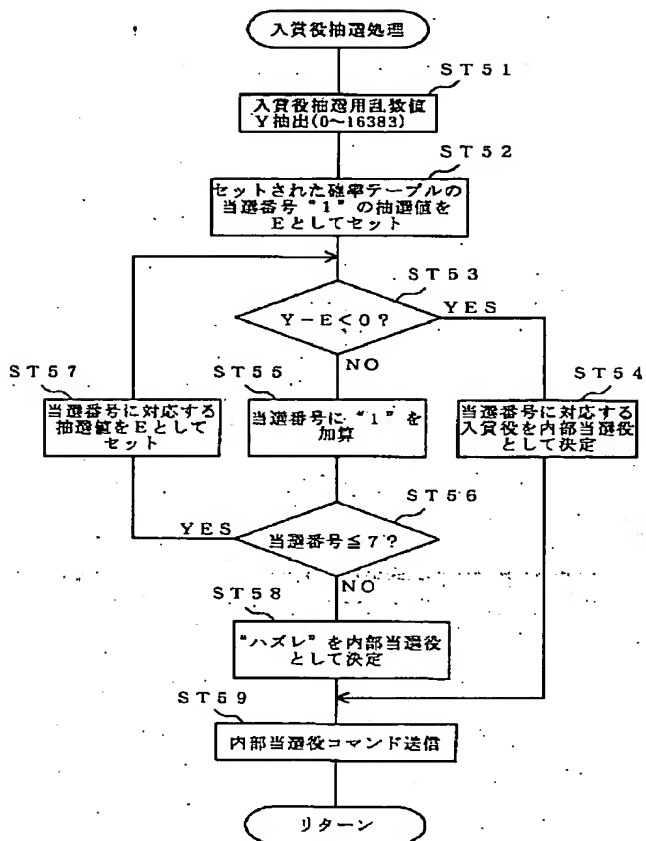 入賞役抽選処理
ST51
入賞役抽選用乱数値
Y抽出(0〜16383)
ST52
セットされた確率テーブルの
当選番号“1”の抽選値を
Eとしてセット
ST53
Y−E<0?
YES
NO
ST57
ST55
ST54
当選番号に対応する
抽選値をEとして
セット
当選番号に“1”を
加算
当選番号に対応する
入賞役を内部当選役
として決定
ST56
YES
当選番号≦7?
NO
ST58
“ハズレ”を内部当選役
として決定
ST59
内部当選役コマンド送信
リターン